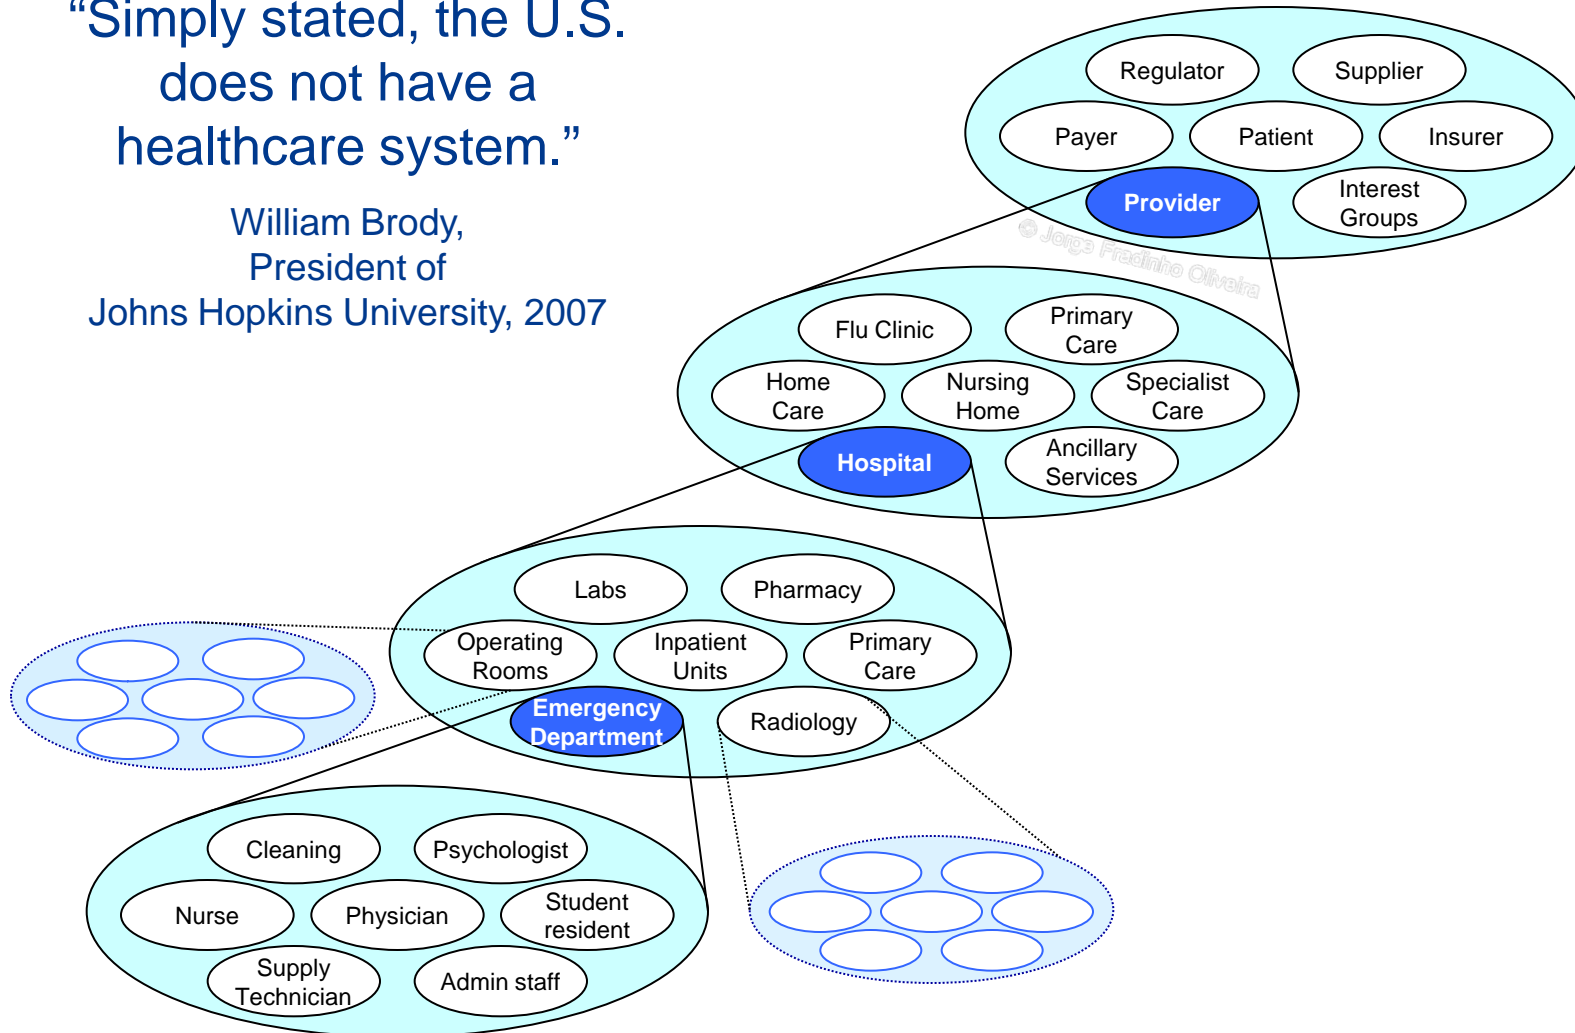 “Simply stated, the U.S.
does not have a
healthcare system.”
William Brody,
President of
Johns Hopkins University, 2007
Regulator
Supplier
Payer
Patient
Insurer
Provider
Interest
Groups
© Jorge Fradinho Oliveira
Flu Clinic
Primary
Care
Home
Care
Nursing
Home
Specialist
Care
Hospital
Ancillary
Services
Labs
Pharmacy
Operating
Rooms
Inpatient
Units
Primary
Care
Emergency
Department
Radiology
Cleaning
Psychologist
Nurse
Physician
Student
resident
Supply
Technician
Admin staff